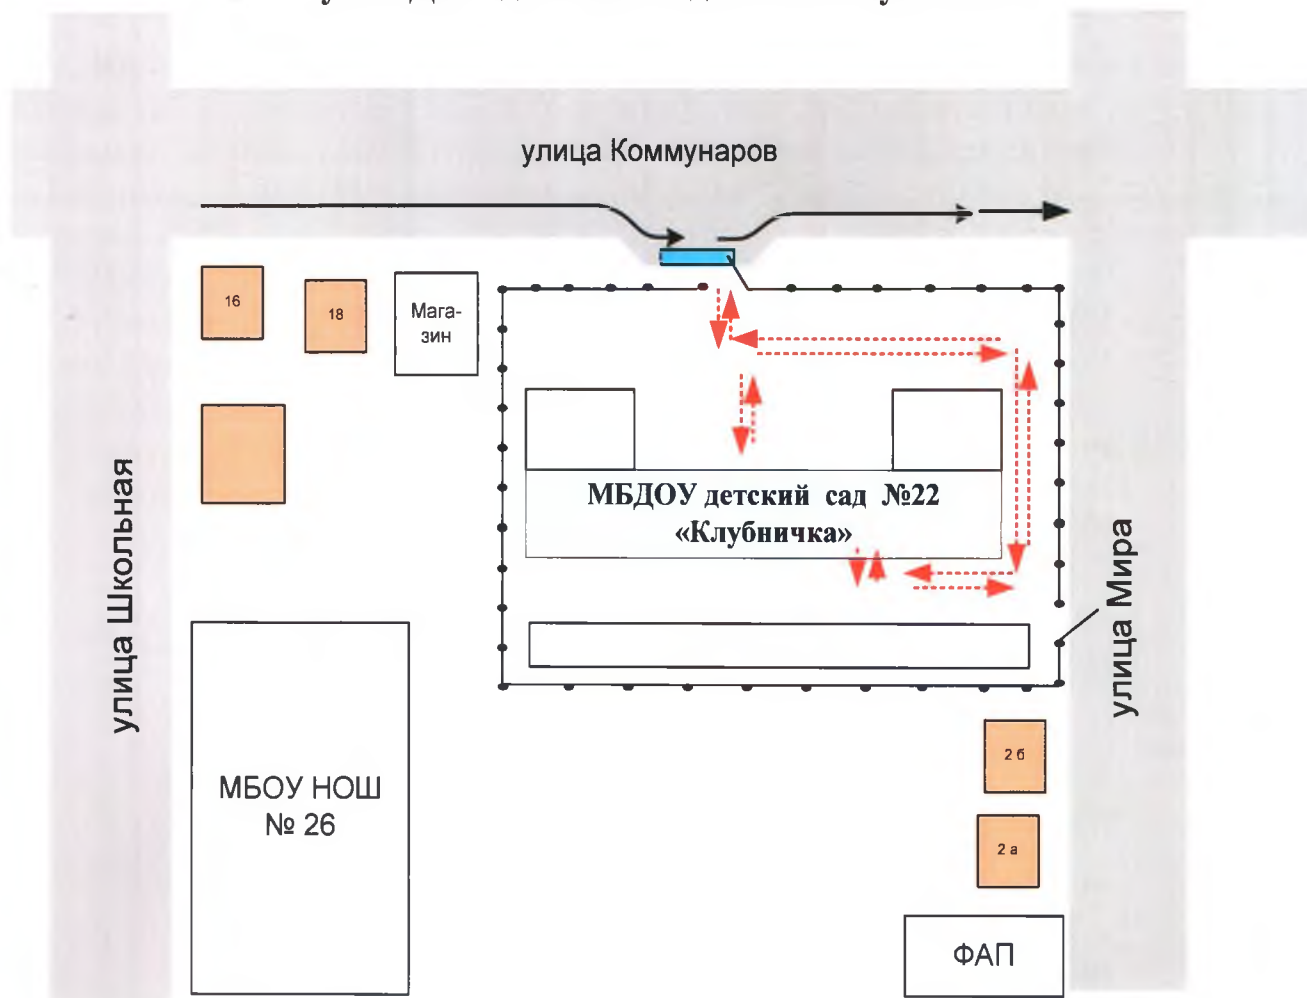 улица Коммунаров
16
18
Мага-
зин
МБДОУ детский сад №22
«Клубничка»
улица Школьная
улица Мира
МБОУ НОШ
№ 26
2 б
2 а
ФАП